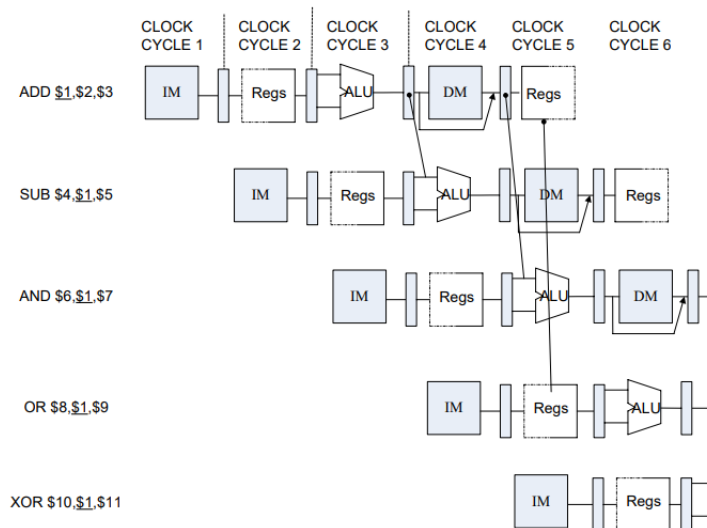 CLOCK CYCLE 1 CLOCK CYCLE 2 CLOCK CYCLE 3 CLOCK CYCLE 4 CLOCK CYCLE 5 CLOCK CYCLE 6
ADD $1,$2,$3 IM Regs ALU DM Regs
SUB $4,$1,$5 IM Regs ALU DM Regs
AND $6,$1,$7 IM Regs ALU DM
OR $8,$1,$9 IM Regs ALU
XOR $10,$1,$11 IM Regs